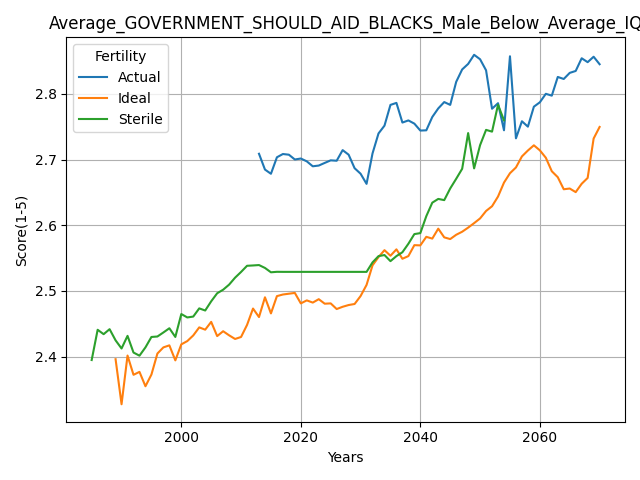 Average_GOVERNMENT_SHOULD_AID_BLACKS_Male_Below_Average_IQ
Fertility
Actual
Ideal
Sterile
Score(1-5)
2.8
2.7
2.6
2.5
2.4
2000
2020
2040
2060
Years